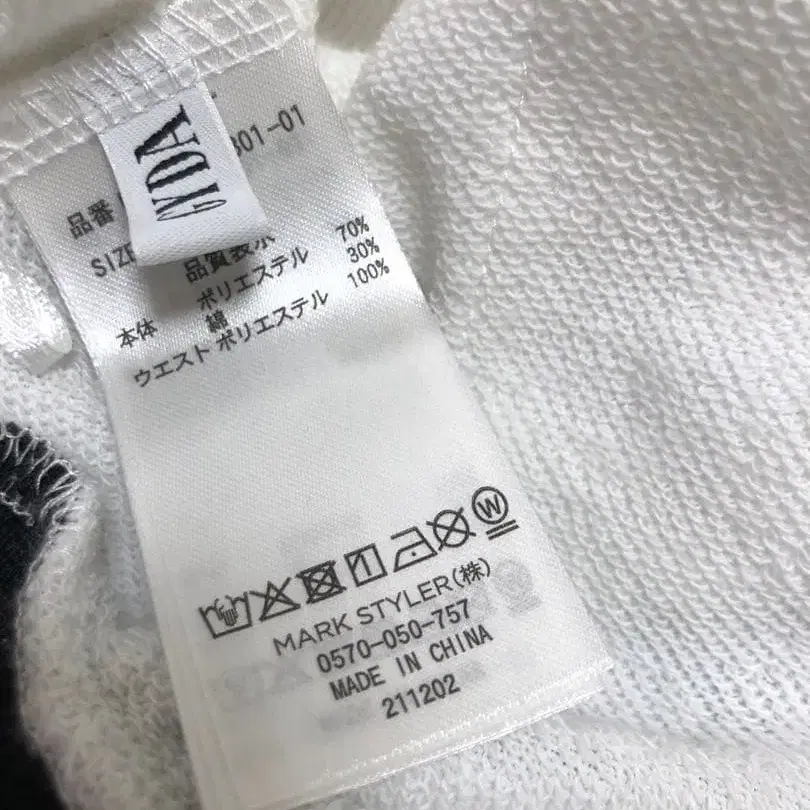 GYDA
801-01
品番
SIZE
品質表示
本体 ポリエステル 70%
綿 30%
ウエスト ポリエステル 100%
W
MARK STYLER(株)
0570-050-757
MADE IN CHINA
211202